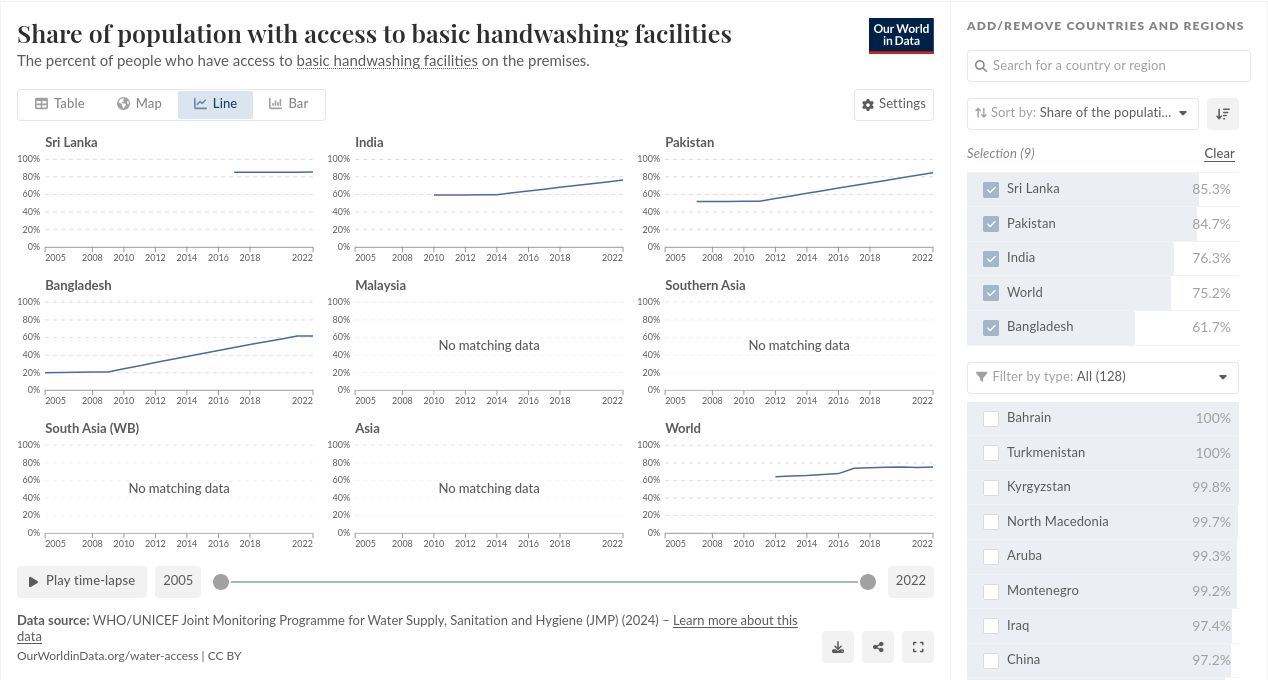 Share of population with access to basic handwashing facilities
The percent of people who have access to basic handwashing facilities on the premises.
Our World
in Data
Table
Map
Line
Bar
Settings
Sri Lanka
100%
80%
60%
40%
20%
0%
2005 2008 2010 2012 2014 2016 2018 2022
India
100%
80%
60%
40%
20%
0%
2005 2008 2010 2012 2014 2016 2018 2022
Pakistan
100%
80%
60%
40%
20%
0%
2005 2008 2010 2012 2014 2016 2018 2022
Bangladesh
100%
80%
60%
40%
20%
0%
2005 2008 2010 2012 2014 2016 2018 2022
Malaysia
100%
80%
60%
No matching data
40%
20%
0%
2005 2008 2010 2012 2014 2016 2018 2022
Southern Asia
100%
80%
60%
No matching data
40%
20%
0%
2005 2008 2010 2012 2014 2016 2018 2022
South Asia (WB)
100%
80%
60%
No matching data
40%
20%
0%
2005 2008 2010 2012 2014 2016 2018 2022
Asia
100%
80%
60%
No matching data
40%
20%
0%
2005 2008 2010 2012 2014 2016 2018 2022
World
100%
80%
60%
40%
20%
0%
2005 2008 2010 2012 2014 2016 2018 2022
Play time-lapse
2005
2022
Data source: WHO/UNICEF Joint Monitoring Programme for Water Supply, Sanitation and Hygiene (JMP) (2024) – Learn more about this
data
OurWorldinData.org/water-access | CC BY
ADD/REMOVE COUNTRIES AND REGIONS
Search for a country or region
Sort by: Share of the populati...
Selection (9)
Clear
Sri Lanka 85.3%
Pakistan 84.7%
India 76.3%
World 75.2%
Bangladesh 61.7%
Filter by type: All (128)
Bahrain 100%
Turkmenistan 100%
Kyrgyzstan 99.8%
North Macedonia 99.7%
Aruba 99.3%
Montenegro 99.2%
Iraq 97.4%
China 97.2%